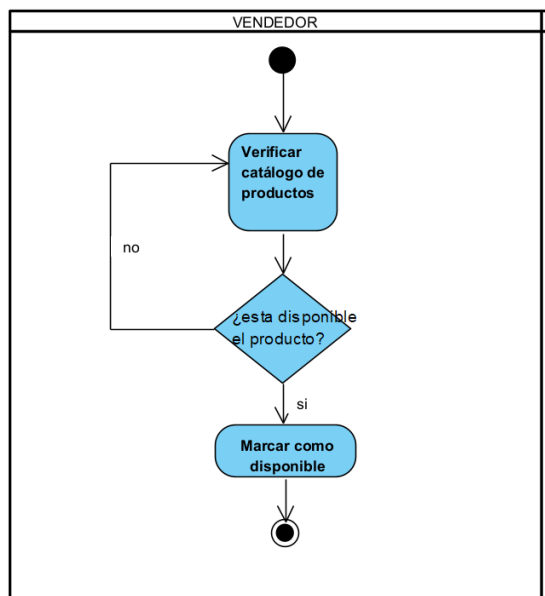 VENDEDOR
Verificar
catálogo de
productos
no
¿esta disponible
el producto?
si
Marcar como
disponible